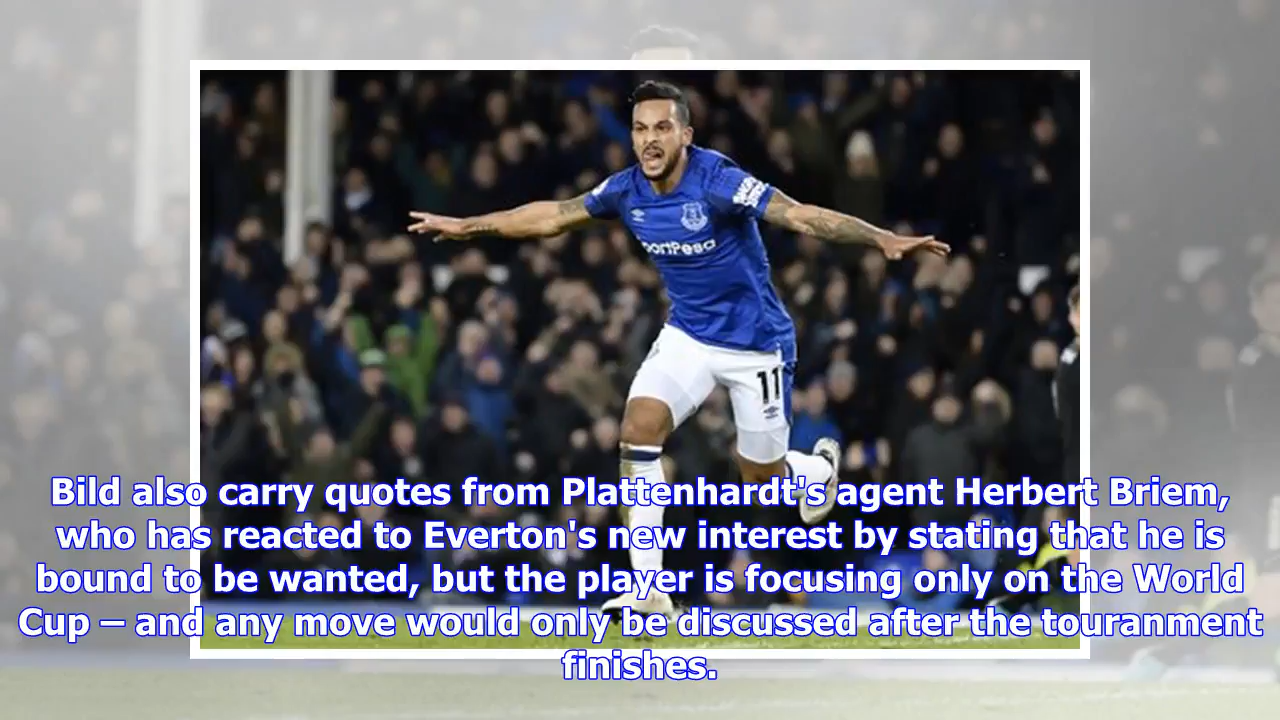 SportPesa
11
Bild also carry quotes from Plattenhardt's agent Herbert Briem,
who has reacted to Everton's new interest by stating that he is
bound to be wanted, but the player is focusing only on the World
Cup – and any move would only be discussed after the touranment
finishes.